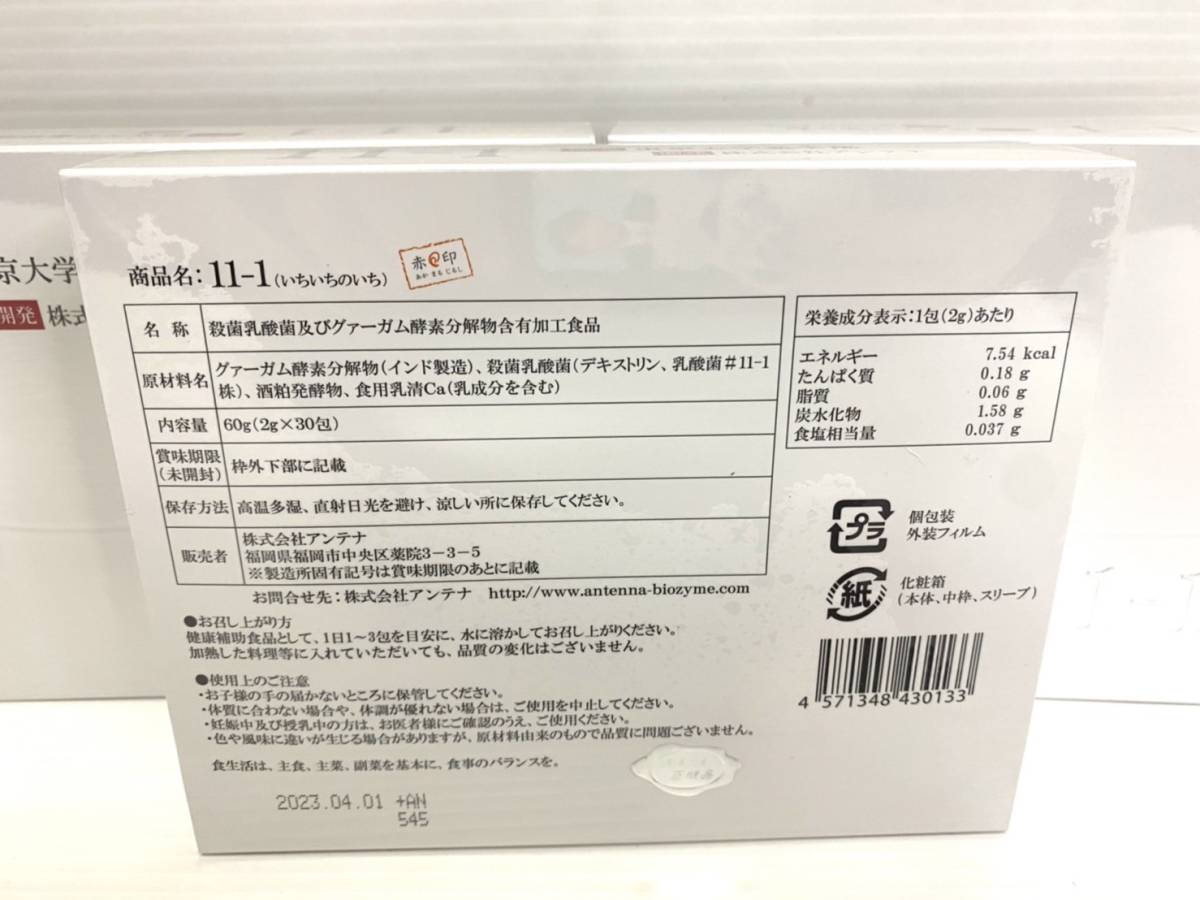 京大学
開発 株式
商品名：11-1（いちいちのいち）
赤@印
あか まる じるし
名 称 殺菌乳酸菌及びグァーガム酵素分解物含有加工食品
原材料名 グァーガム酵素分解物（インド製造）、殺菌乳酸菌（デキストリン、乳酸菌＃11-1
株）、酒粕発酵物、食用乳清Ca（乳成分を含む）
内容量 60g（2g×30包）
賞味期限（未開封） 枠外下部に記載
保存方法 高温多湿、直射日光を避け、涼しい所に保存してください。
販売者 株式会社アンテナ
福岡県福岡市中央区薬院3-3-5
※製造所固有記号は賞味期限のあとに記載
お問合せ先：株式会社アンテナ http://www.antenna-biozyme.com
●お召し上がり方
健康補助食品として、1日1～3包を目安に、水に溶かしてお召し上がりください。
加熱した料理等に入れていただいても、品質の変化はございません。
●使用上のご注意
・お子様の手の届かないところに保管してください。
・体質に合わない場合や、体調が優れない場合は、ご使用を中止してください。
・妊娠中及び授乳中の方は、お医者様にご確認のうえ、ご使用ください。
・色や風味に違いが生じる場合がありますが、原材料由来のもので品質に問題ございません。
食生活は、主食、主菜、副菜を基本に、食事のバランスを。
2023.04.01 +AN
545
栄養成分表示：1包（2g）あたり
エネルギー 7.54 kcal
たんぱく質 0.18 g
脂質 0.06 g
炭水化物 1.58 g
食塩相当量 0.037 g
プラ
個包装
外装フィルム
紙
化粧箱
（本体、中枠、スリーブ）
4 571348 430133